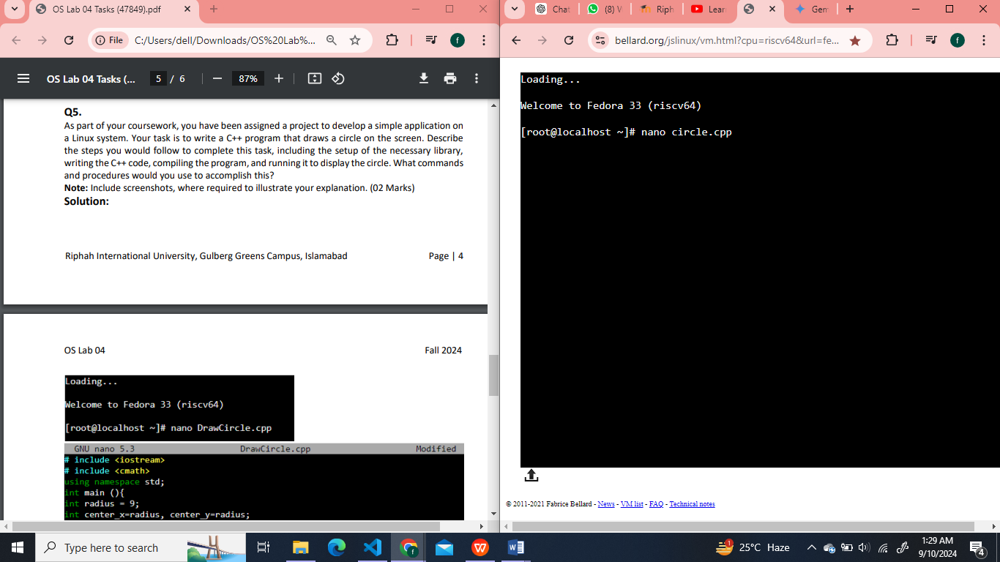 OS Lab 04 Tasks (47849).pdf
File
C:/Users/dell/Downloads/OS%20Lab%...
f
OS Lab 04 Tasks (...
5 / 6
87%
Q5.
As part of your coursework, you have been assigned a project to develop a simple application on
a Linux system. Your task is to write a C++ program that draws a circle on the screen. Describe
the steps you would follow to complete this task, including the setup of the necessary library,
writing the C++ code, compiling the program, and running it to display the circle. What commands
and procedures would you use to accomplish this?
Note: Include screenshots, where required to illustrate your explanation. (02 Marks)
Solution:
Riphah International University, Gulberg Greens Campus, Islamabad
Page | 4
OS Lab 04
Fall 2024
Loading...
Welcome to Fedora 33 (riscv64)
[root@localhost ~]# nano DrawCircle.cpp
GNU nano 5.3 DrawCircle.cpp Modified
# include <iostream>
# include <cmath>
using namespace std;
int main (){
int radius = 9;
int center_x=radius, center_y=radius;
Chat
(8) W
Riph
Lear
Gem
bellard.org/jslinux/vm.html?cpu=riscv64&url=fe...
f
Loading...
Welcome to Fedora 33 (riscv64)
[root@localhost ~]# nano circle.cpp
© 2011-2021 Fabrice Bellard - News - VM list - FAQ - Technical notes
Type here to search
25°C Haze
1:29 AM
9/10/2024
4